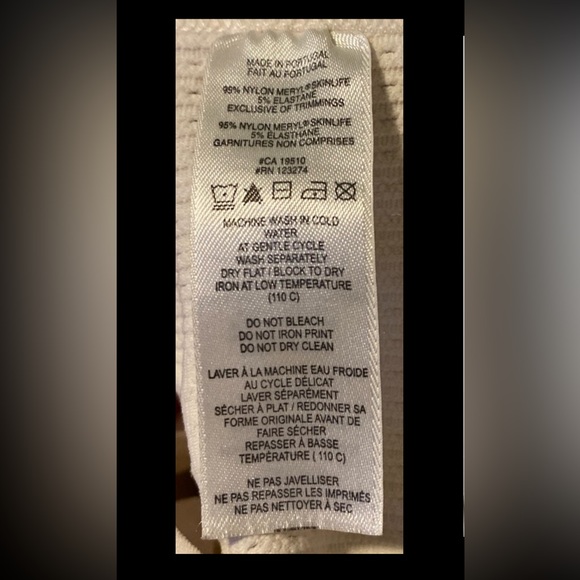 MADE IN PORTUGAL
FAIT AU PORTUGAL
95% NYLON MERYL®SKINLIFE
5% ELASTANE
EXCLUSIVE OF TRIMMINGS
95% NYLON MERYL®SKINLIFE
5% ELASTHANE
GARNITURES NON COMPRISES
#CA 19510
#RN 123274
MACHINE WASH IN COLD
WATER
AT GENTLE CYCLE
WASH SEPARATELY
DRY FLAT / BLOCK TO DRY
IRON AT LOW TEMPERATURE
(110 C)
DO NOT BLEACH
DO NOT IRON PRINT
DO NOT DRY CLEAN
LAVER À LA MACHINE EAU FROIDE
AU CYCLE DÉLICAT
LAVER SÉPARÉMENT
SÉCHER À PLAT / REDONNER SA
FORME ORIGINALE AVANT DE
FAIRE SÉCHER
REPASSER À BASSE
TEMPÉRATURE ( 110 C)
NE PAS JAVELLISER
NE PAS REPASSER LES IMPRIMÉS
NE PAS NETTOYER À SEC